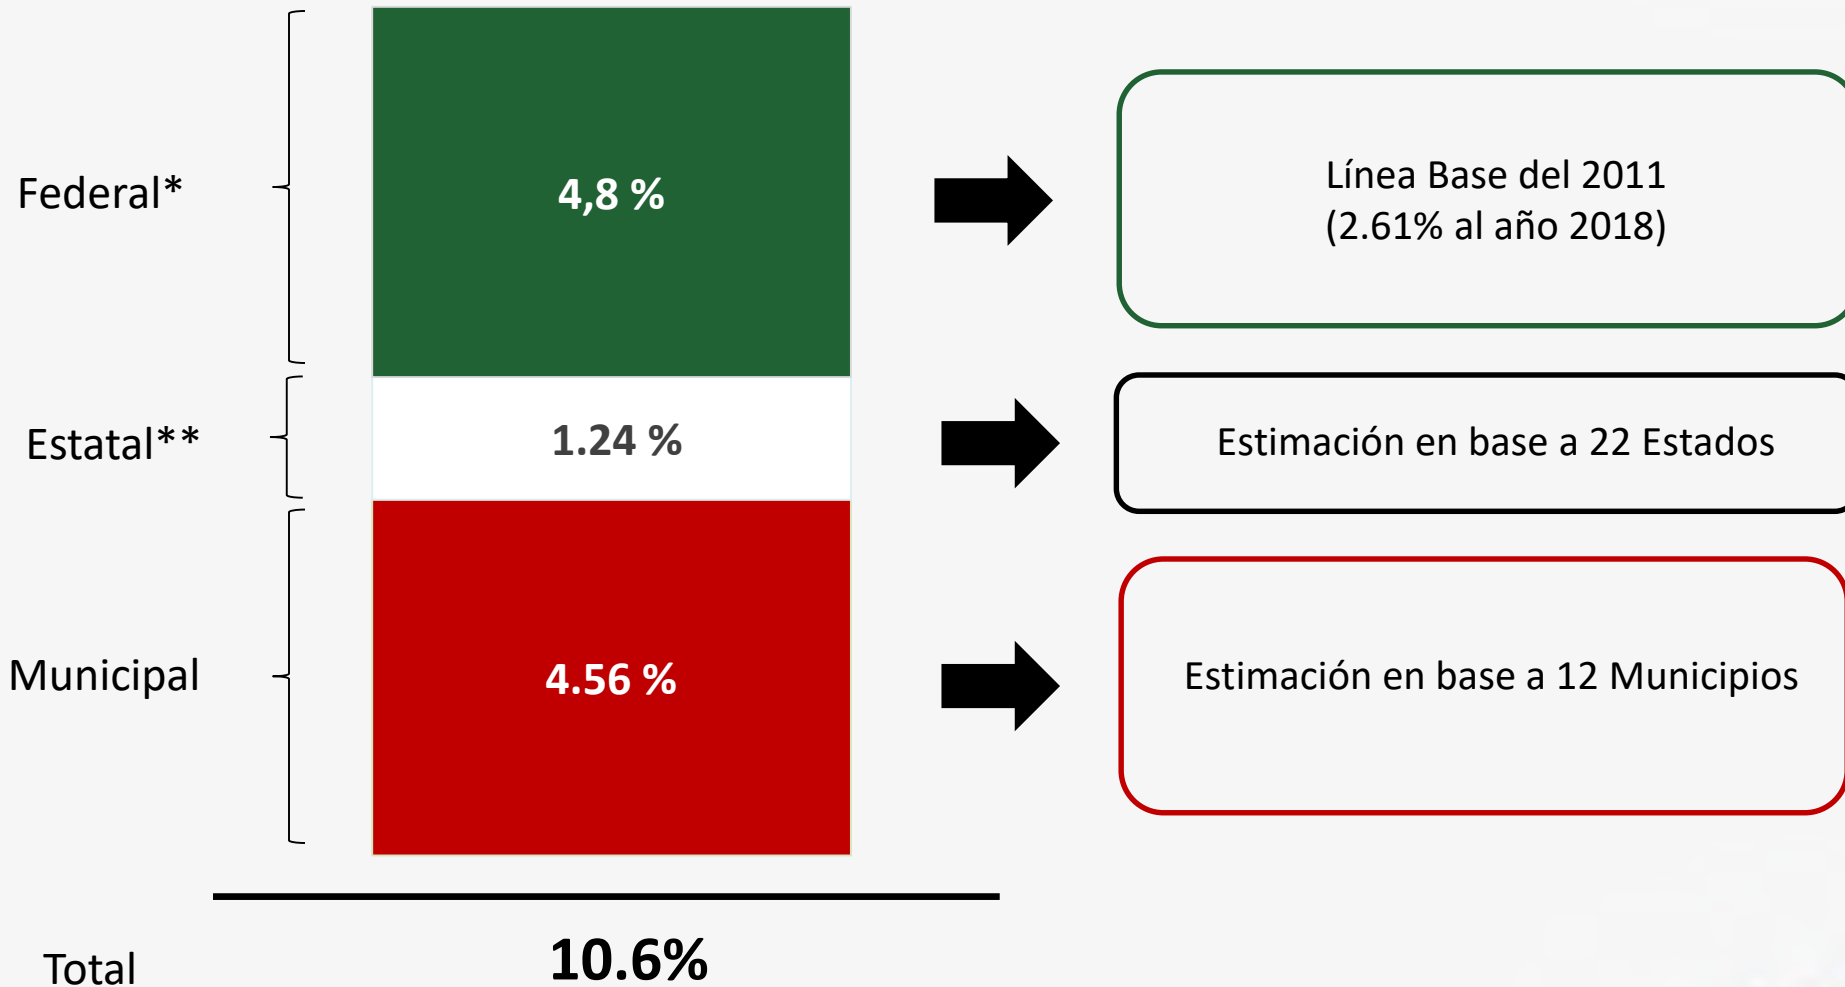 Federal*
4,8 %
Línea Base del 2011
(2.61% al año 2018)
Estatal**
1.24 %
Estimación en base a 22 Estados
Municipal
4.56 %
Estimación en base a 12 Municipios
Total
10.6%